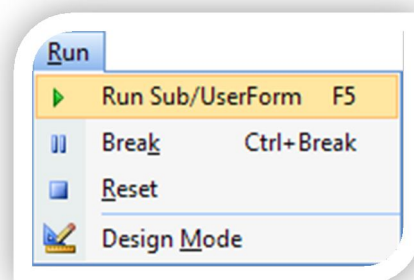 Run
Run Sub/UserForm F5
Break Ctrl+Break
Reset
Design Mode